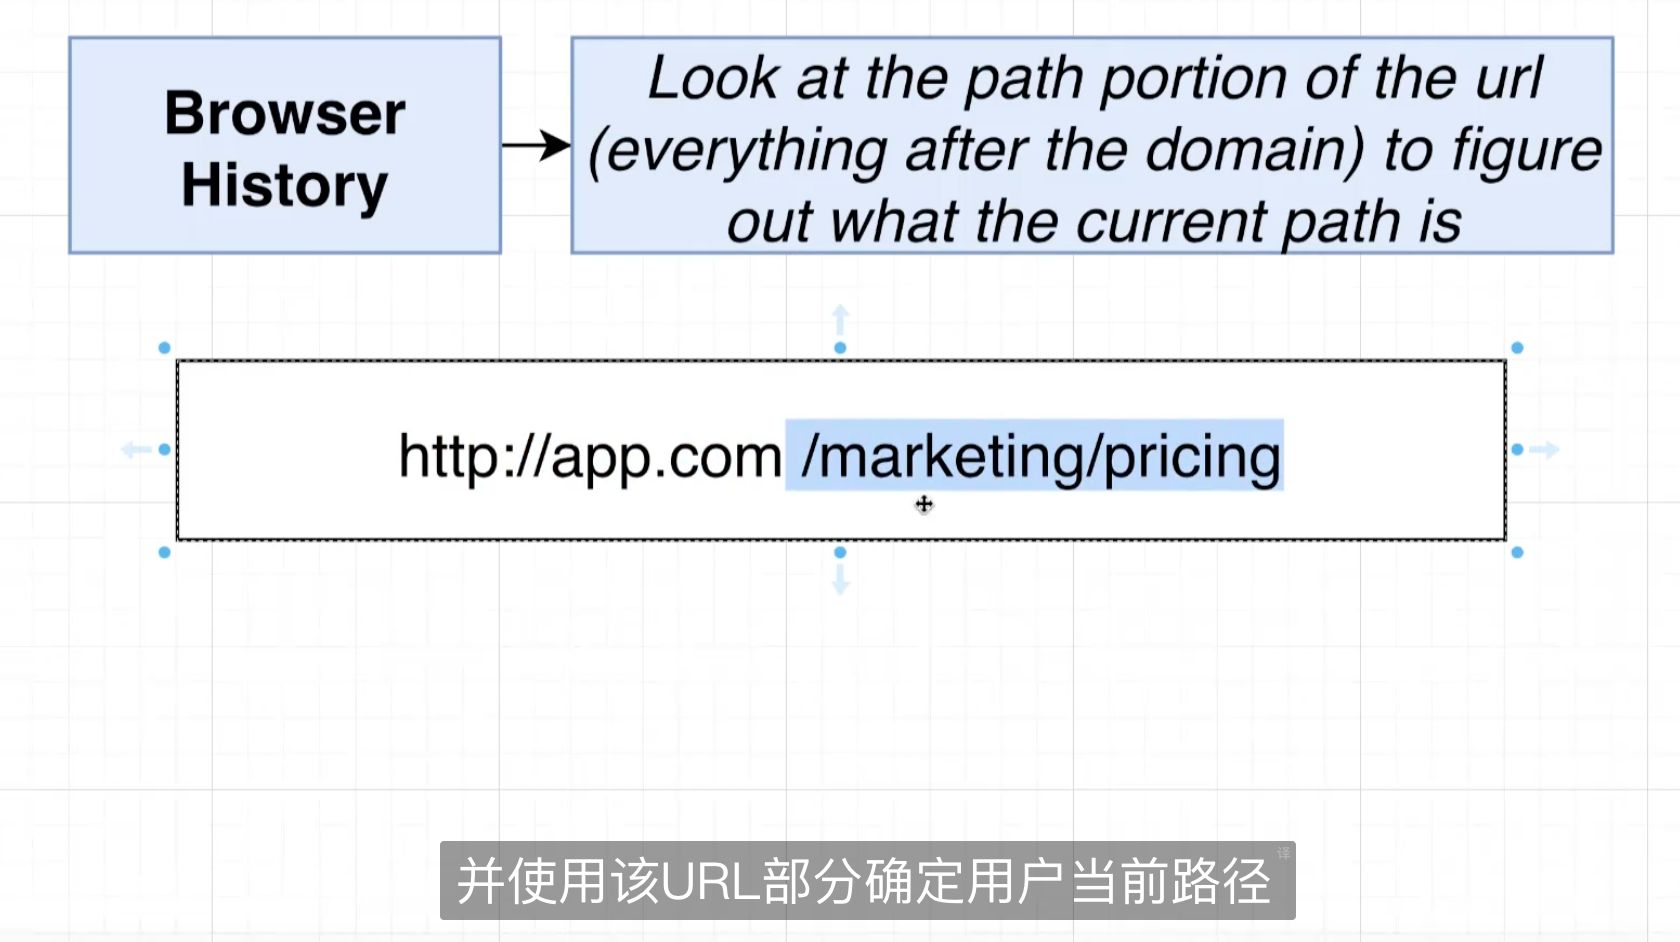 Browser
History
Look at the path portion of the url
(everything after the domain) to figure
out what the current path is
http://app.com /marketing/pricing
译
并使用该URL部分确定用户当前路径